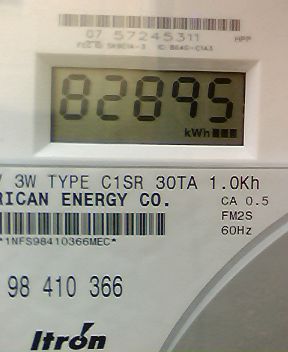 07 57245311
82895
kWh
V 3W TYPE C1SR 30TA 1.0Kh
RICAN ENERGY CO. CA 0.5
FM2S
*1NFS98410366MEC* 60Hz
98 410 366
Itron